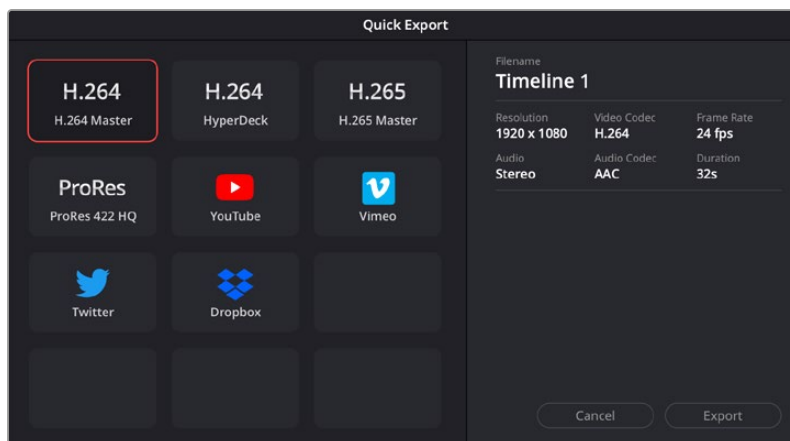 Quick Export
H.264
H.264 Master
H.264
HyperDeck
H.265
H.265 Master
ProRes
ProRes 422 HQ
YouTube
Vimeo
Twitter
Dropbox
Filename
Timeline 1
Resolution
1920 x 1080
Video Codec
H.264
Frame Rate
24 fps
Audio
Stereo
Audio Codec
AAC
Duration
32s
Cancel
Export